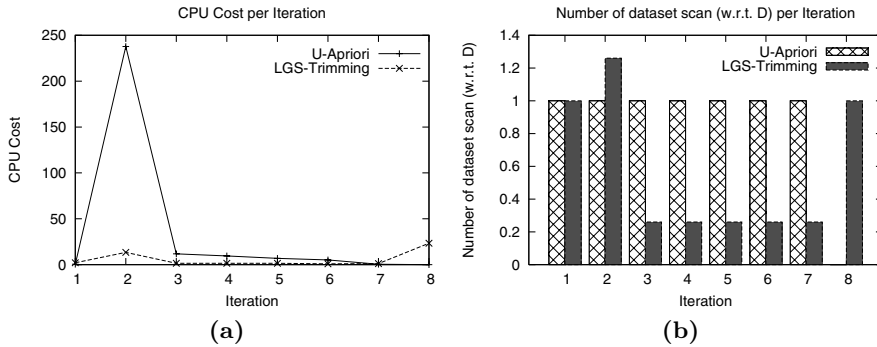 CPU Cost per Iteration
250
200
150
100
50
0
CPU Cost
U-Apriori
LGS-Trimming
1 2 3 4 5 6 7 8
Iteration
(a)
Number of dataset scan (w.r.t. D) per Iteration
1.4
1.2
1
0.8
0.6
0.4
0.2
0
Number of dataset scan (w.r.t. D)
U-Apriori
LGS-Trimming
1 2 3 4 5 6 7 8
Iteration
(b)